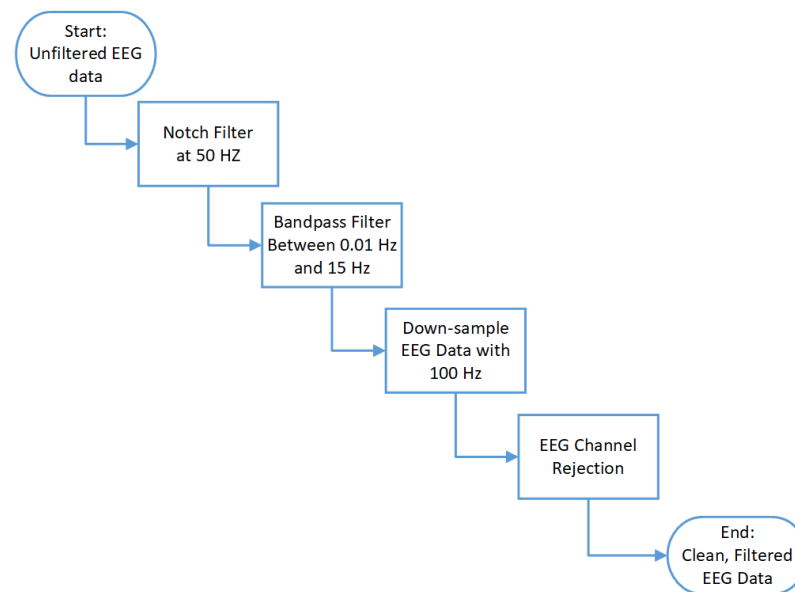 Start:
Unfiltered EEG
data
Notch Filter
at 50 HZ
Bandpass Filter
Between 0.01 Hz
and 15 Hz
Down-sample
EEG Data with
100 Hz
EEG Channel
Rejection
End:
Clean, Filtered
EEG Data